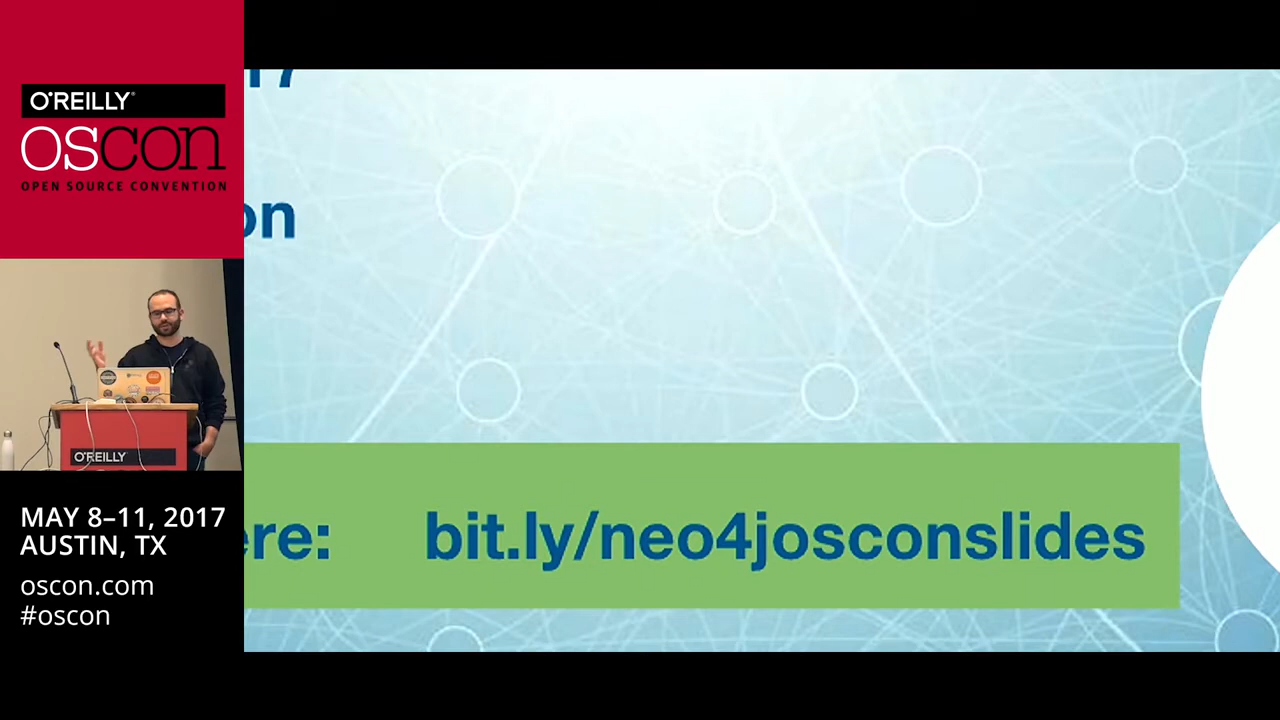 O'REILLY®
OSCON
OPEN SOURCE CONVENTION
O'REILLY
MAY 8–11, 2017
AUSTIN, TX
oscon.com
#oscon
17
on
ere:
bit.ly/neo4josconslides